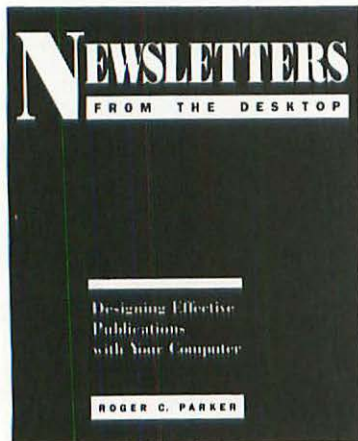 NEWSLETTERS
FROM THE DESKTOP
Designing Effective
Publications
with Your Computer
ROGER C. PARKER